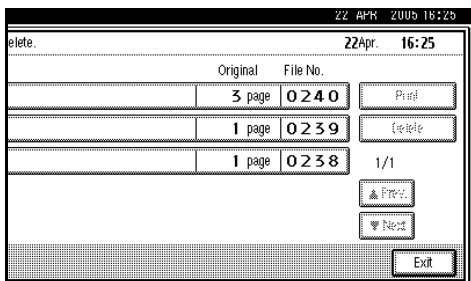 22 APR 2005 16:25
elete. 22Apr. 16:25
Original File No.
3 page 0240 Print
1 page 0239 Delete
1 page 0238 1/1
▲ Prev.
▼ Next
Exit